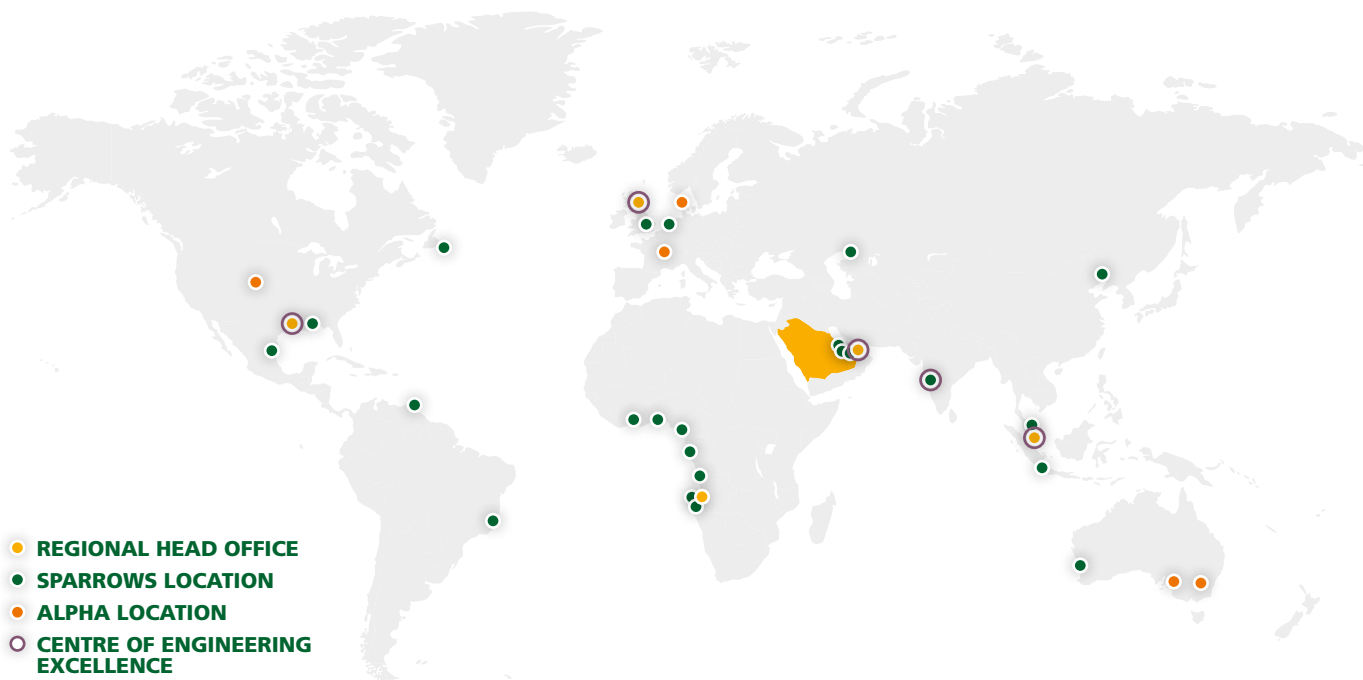 REGIONAL HEAD OFFICE
SPARROWS LOCATION
ALPHA LOCATION
CENTRE OF ENGINEERING
EXCELLENCE